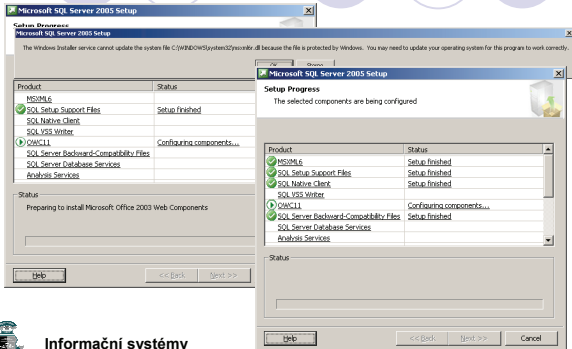 Microsoft SQL Server 2005 Setup
Setup Progress
Microsoft SQL Server 2005 Setup
The Windows Installer service cannot update the system file C:\WINDOWS\system32\msxml6r.dll because the file is protected by Windows. You may need to update your operating system for this program to work correctly.
Product Status
MSXML6
SQL Setup Support Files Setup finished
SQL Native Client
SQL VSS Writer
OWC11 Configuring components...
SQL Server Backward-Compatibility Files
SQL Server Database Services
Analysis Services
Status
Preparing to install Microsoft Office 2003 Web Components
Help << Back Next >>
Microsoft SQL Server 2005 Setup
Setup Progress
The selected components are being configured
Product Status
MSXML6 Setup finished
SQL Setup Support Files Setup finished
SQL Native Client Setup finished
SQL VSS Writer
OWC11 Configuring components...
SQL Server Backward-Compatibility Files Setup finished
SQL Server Database Services
Analysis Services
Status
Help << Back Next >> Cancel
Informační systémy